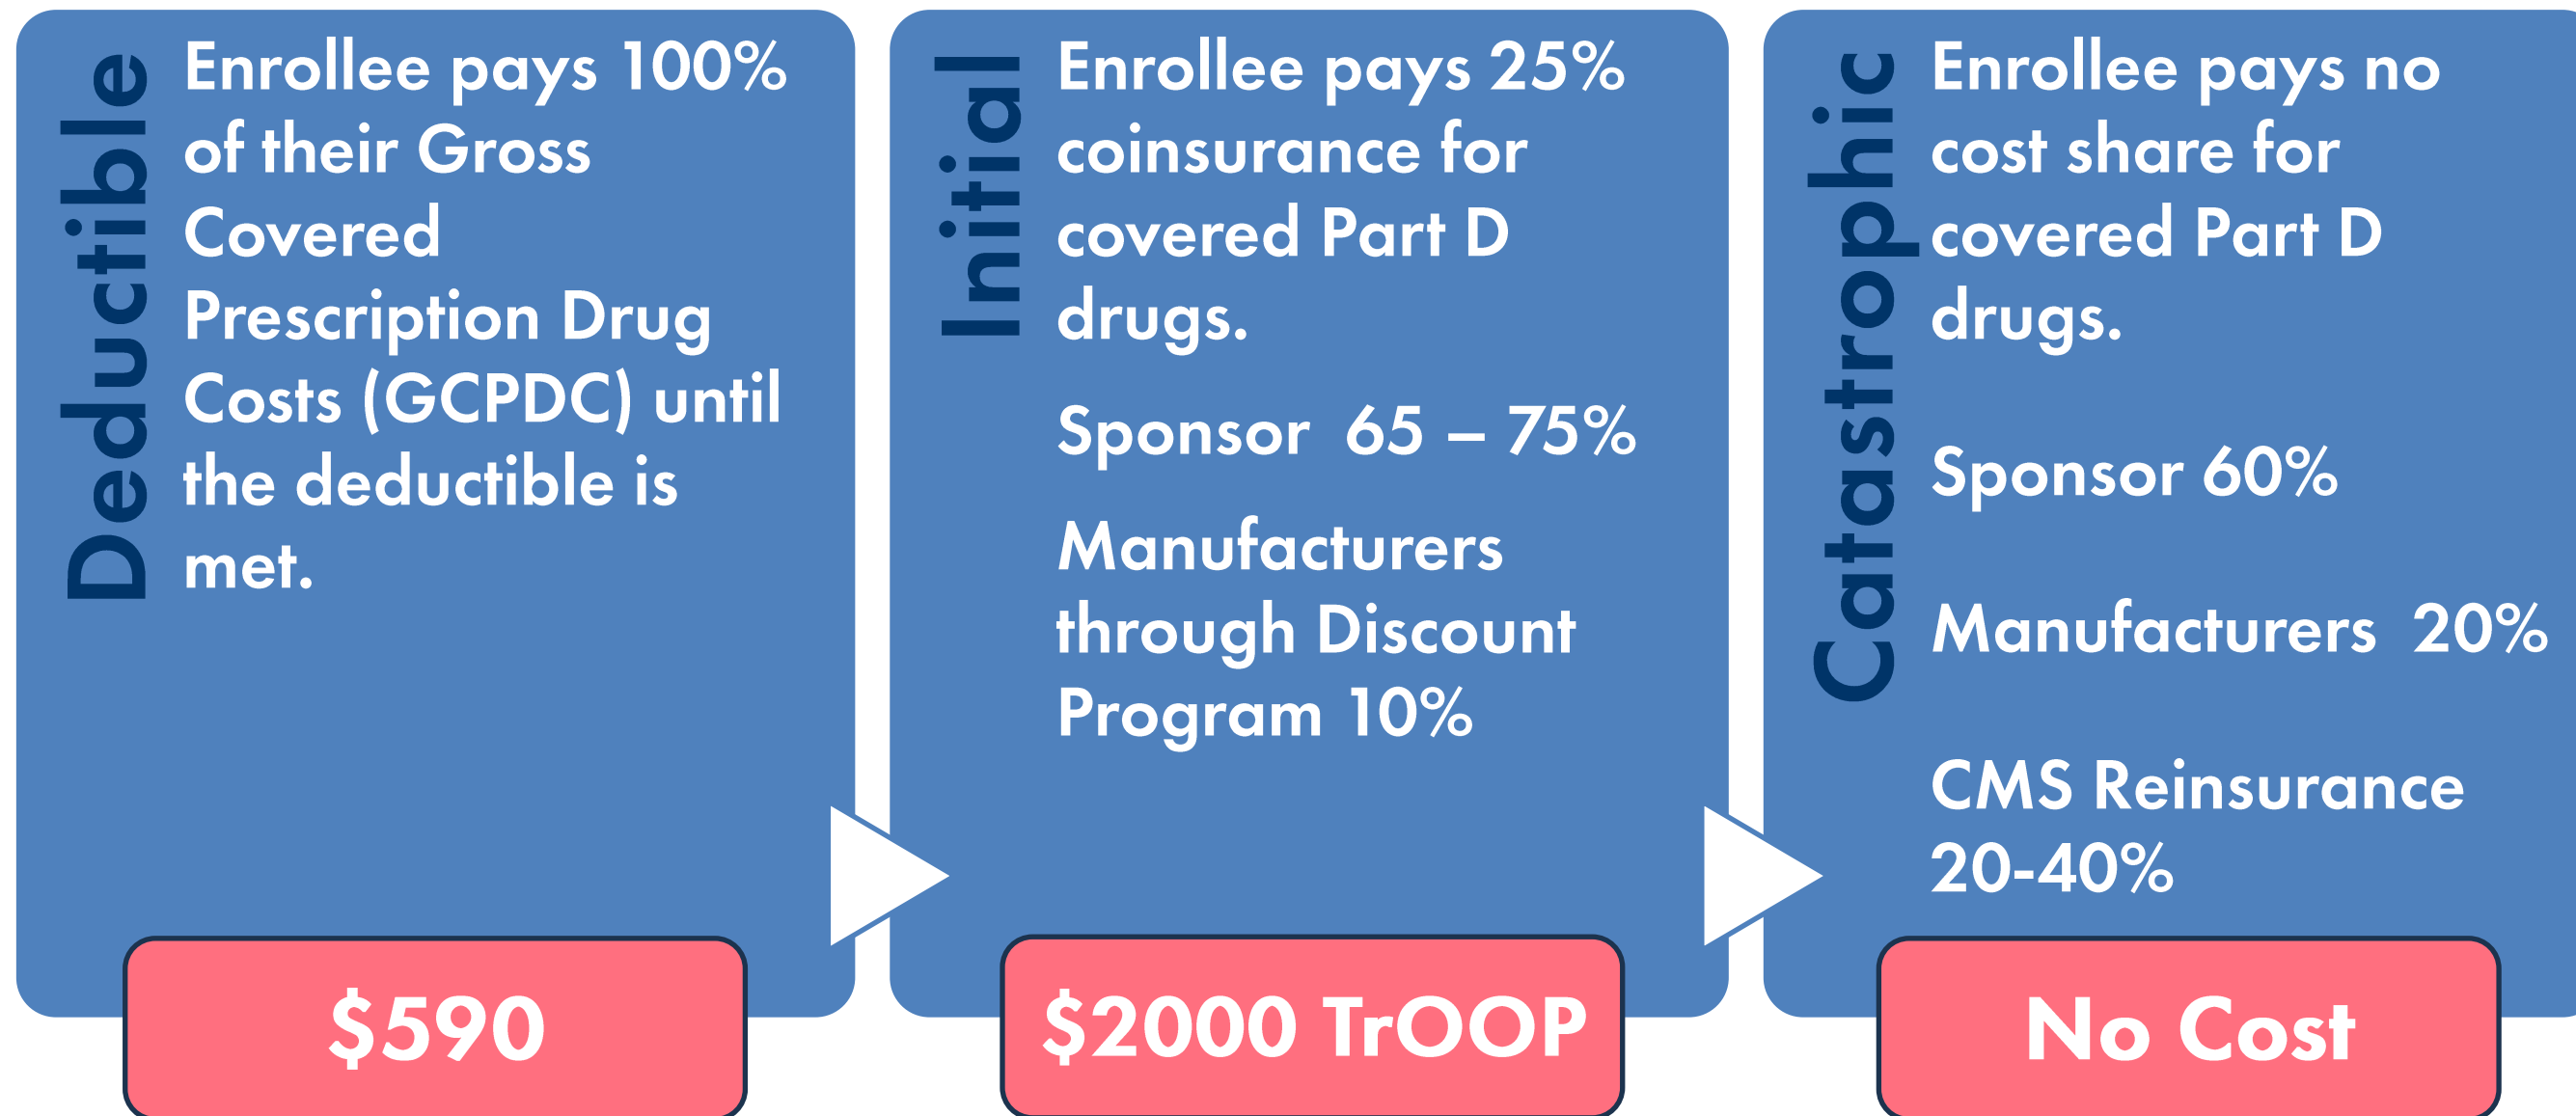 Deductible
Enrollee pays 100%
of their Gross
Covered
Prescription Drug
Costs (GCPDC) until
the deductible is
met.
$590
Initial
Enrollee pays 25%
coinsurance for
covered Part D
drugs.
Sponsor 65 – 75%
Manufacturers
through Discount
Program 10%
$2000 TrOOP
Catastrophic
Enrollee pays no
cost share for
covered Part D
drugs.
Sponsor 60%
Manufacturers 20%
CMS Reinsurance
20-40%
No Cost